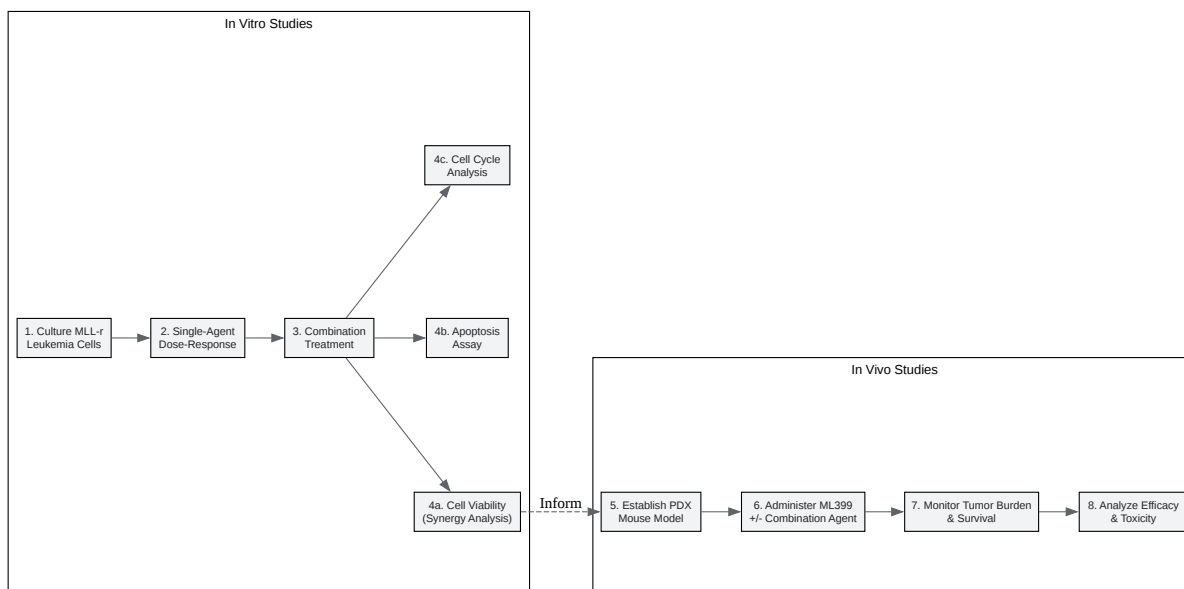 In Vitro Studies
4c. Cell Cycle
Analysis
1. Culture MLL-r
Leukemia Cells
2. Single-Agent
Dose-Response
3. Combination
Treatment
4b. Apoptosis
Assay
4a. Cell Viability
(Synergy Analysis)
Inform
In Vivo Studies
5. Establish PDX
Mouse Model
6. Administer ML399
+/- Combination Agent
7. Monitor Tumor Burden
& Survival
8. Analyze Efficacy
& Toxicity